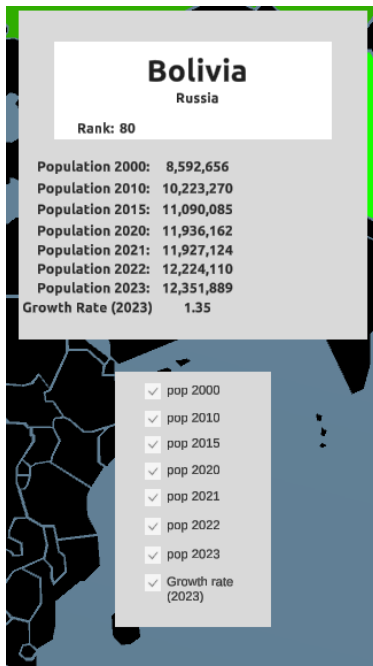 Bolivia
Russia
Rank: 80
Population 2000: 8,592,656
Population 2010: 10,223,270
Population 2015: 11,090,085
Population 2020: 11,936,162
Population 2021: 11,927,124
Population 2022: 12,224,110
Population 2023: 12,351,889
Growth Rate (2023) 1.35
pop 2000
pop 2010
pop 2015
pop 2020
pop 2021
pop 2022
pop 2023
Growth rate
(2023)